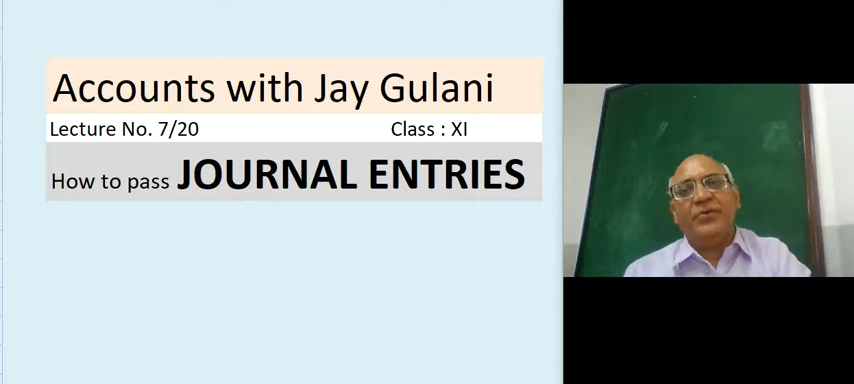 Accounts with Jay Gulani
Lecture No. 7/20 Class : XI
How to pass JOURNAL ENTRIES